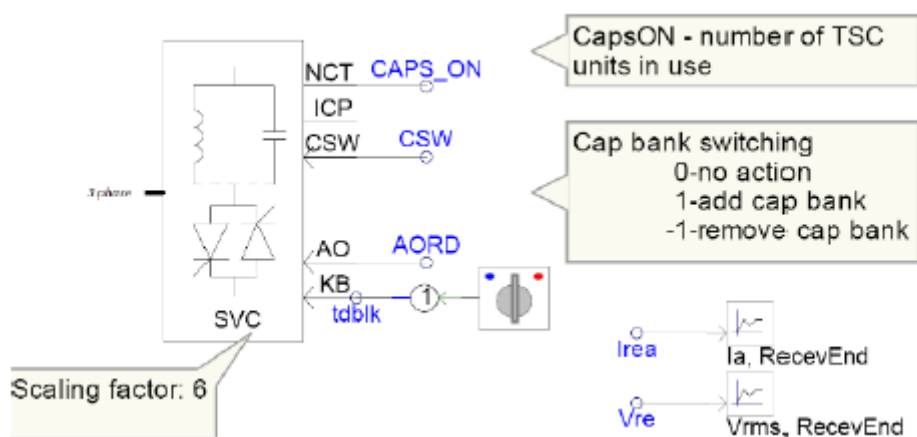 CapsON - number of TSC
units in use
NCT CAPS_ON
ICP
CSW CSW
Cap bank switching
0-no action
1-add cap bank
-1-remove cap bank
3 phase
AO AORD
KB
tdblk
1
SVC
Scaling factor: 6
Irea
Ia, RecevEnd
Vre
Vrms, RecevEnd